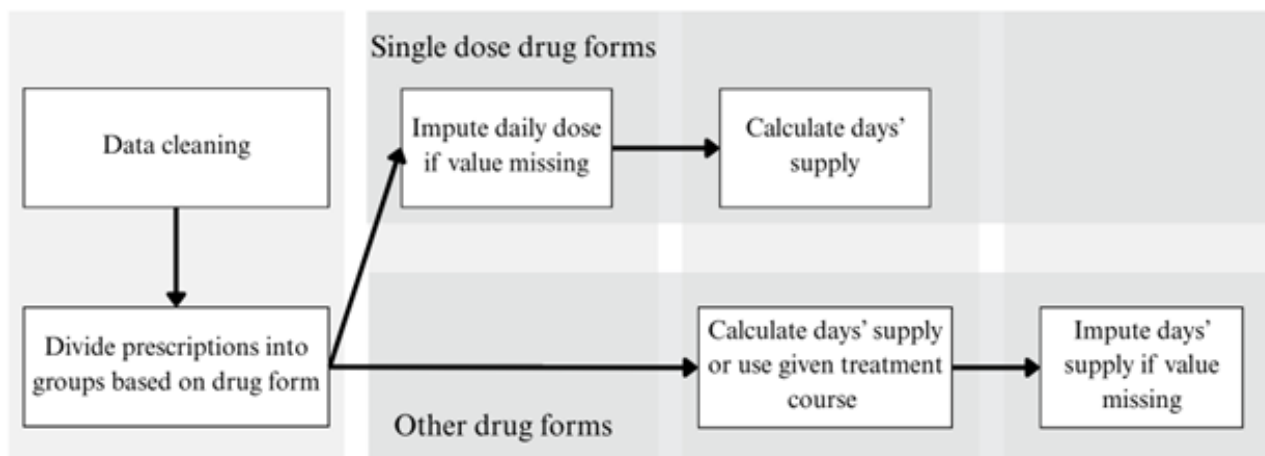 Single dose drug forms
Data cleaning
Impute daily dose
if value missing
Calculate days’
supply
Divide prescriptions into
groups based on drug form
Calculate days’ supply
or use given treatment
course
Impute days’
supply if value
missing
Other drug forms